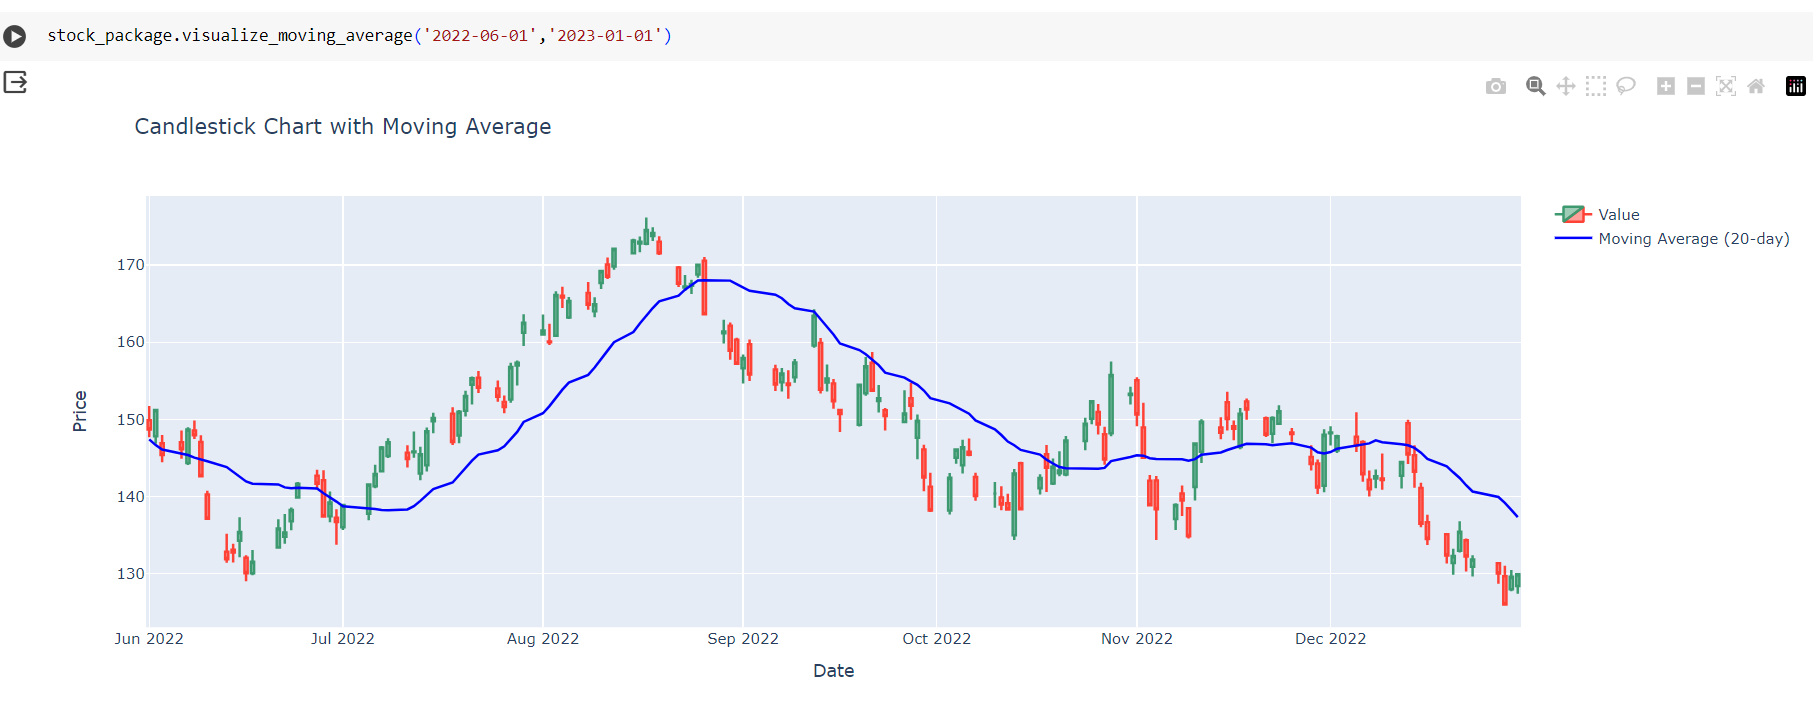 stock_package.visualize_moving_average('2022-06-01','2023-01-01')
Candlestick Chart with Moving Average
Value
Moving Average (20-day)
170
160
150
140
130
Price
Jun 2022 Jul 2022 Aug 2022 Sep 2022 Oct 2022 Nov 2022 Dec 2022
Date